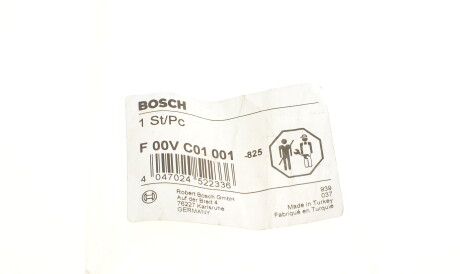 BOSCH
1 St/Pc
F 00V C01 001 -825
4 047024 522336
Robert Bosch GmbH
Auf der Breit 4
76227 Karlsruhe
GERMANY
939
037
Made in Turkey
Fabriqué en Turquie